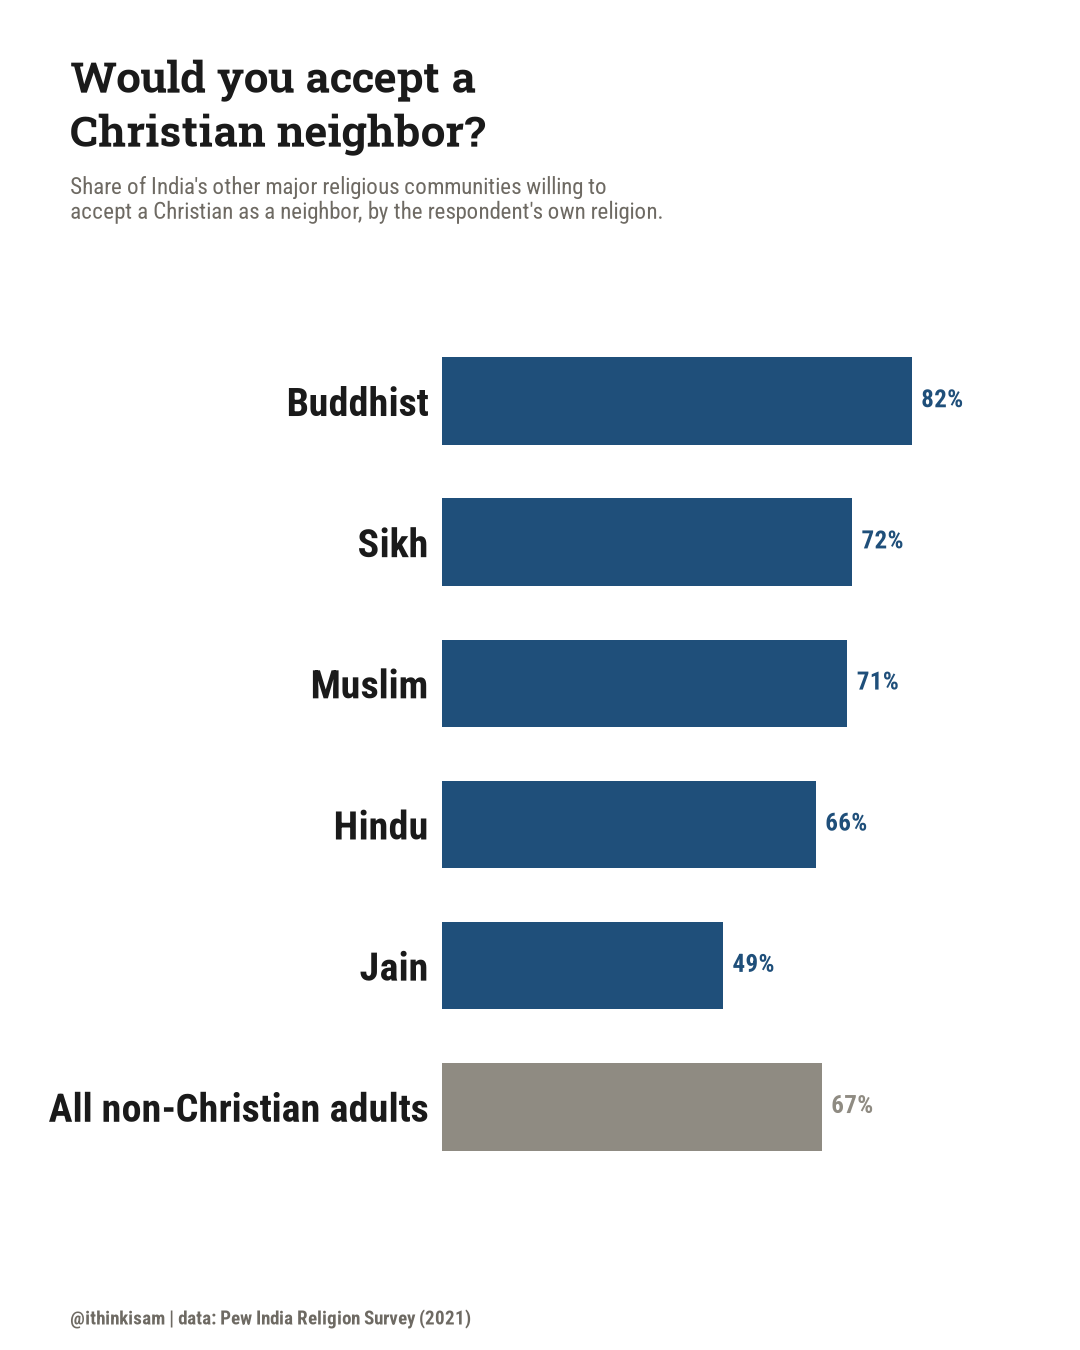 Would you accept a
Christian neighbor?
Share of India's other major religious communities willing to
accept a Christian as a neighbor, by the respondent's own religion.
Buddhist 82%
Sikh 72%
Muslim 71%
Hindu 66%
Jain 49%
All non-Christian adults 67%
@ithinkisam | data: Pew India Religion Survey (2021)